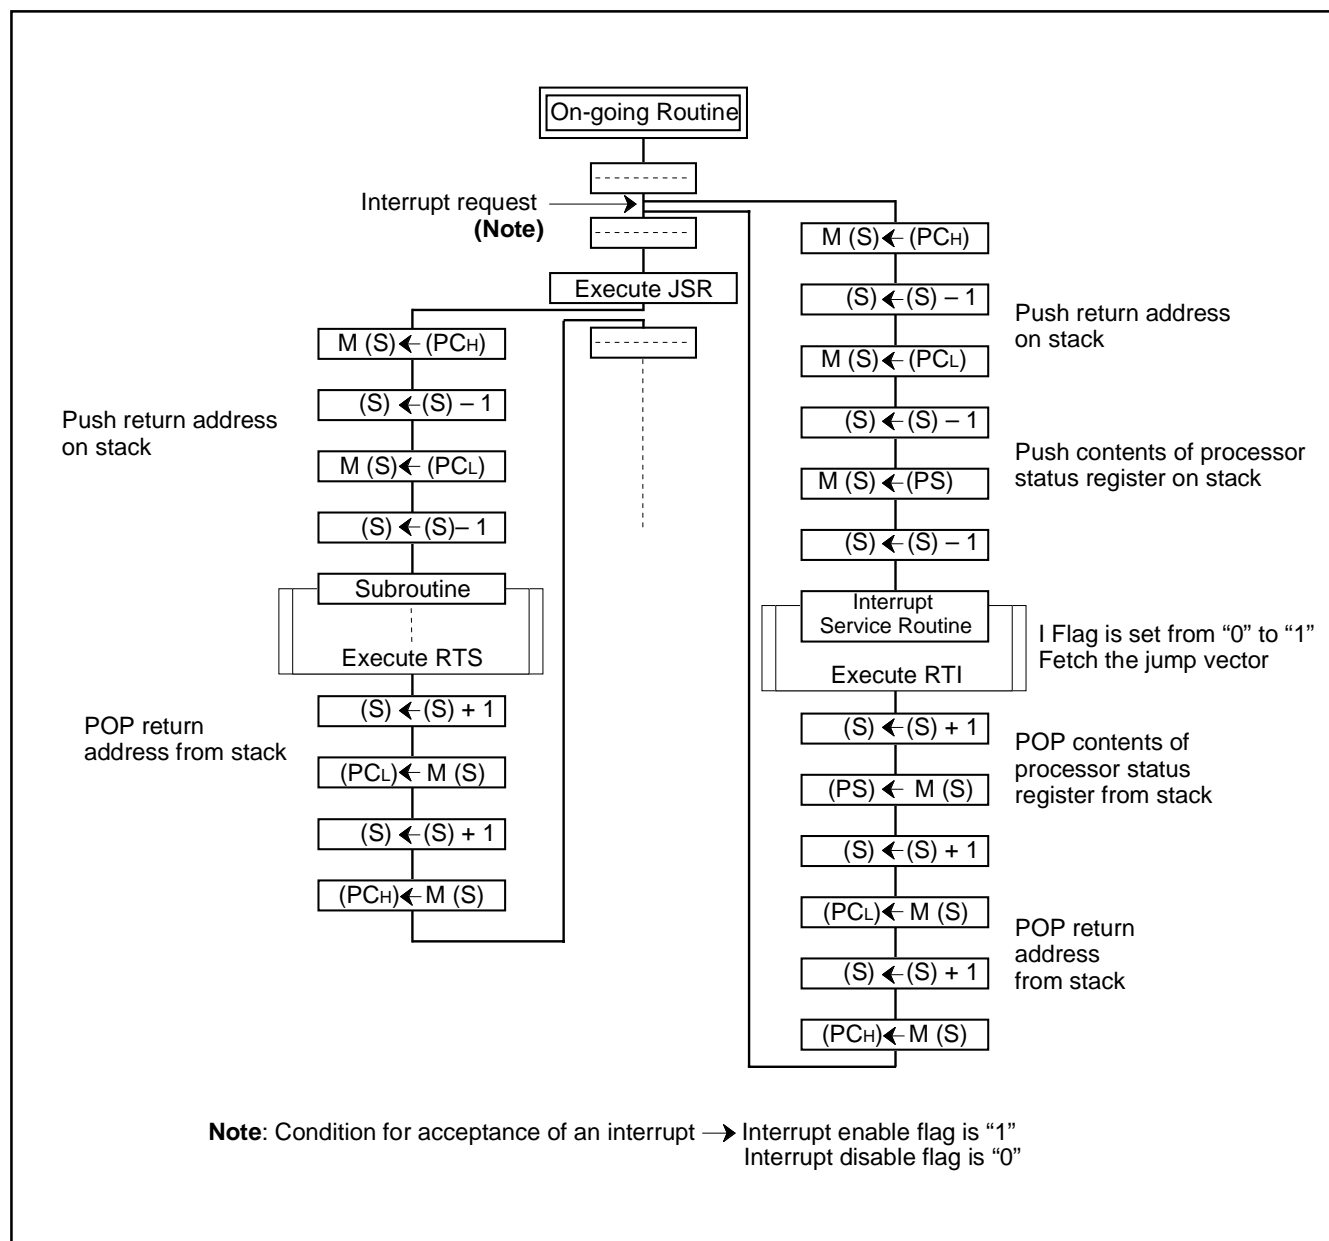 On-going Routine
Interrupt request
(Note)
Execute JSR
M (S) ← (PCH)
(S) ← (S) – 1
Push return address
on stack
M (S) ← (PCL)
(S) ← (S)– 1
Subroutine
Execute RTS
POP return
address from stack
(S) ← (S) + 1
(PCL) ← M (S)
(S) ← (S) + 1
(PCH) ← M (S)
M (S) ← (PCH)
(S) ← (S) – 1
Push return address
on stack
M (S) ← (PCL)
(S) ← (S) – 1
Push contents of processor
status register on stack
M (S) ← (PS)
(S) ← (S) – 1
Interrupt
Service Routine
I Flag is set from “0” to “1”
Fetch the jump vector
Execute RTI
(S) ← (S) + 1
POP contents of
processor status
register from stack
(PS) ← M (S)
(S) ← (S) + 1
(PCL) ← M (S)
POP return
address
from stack
(S) ← (S) + 1
(PCH) ← M (S)
Note: Condition for acceptance of an interrupt → Interrupt enable flag is “1”
Interrupt disable flag is “0”